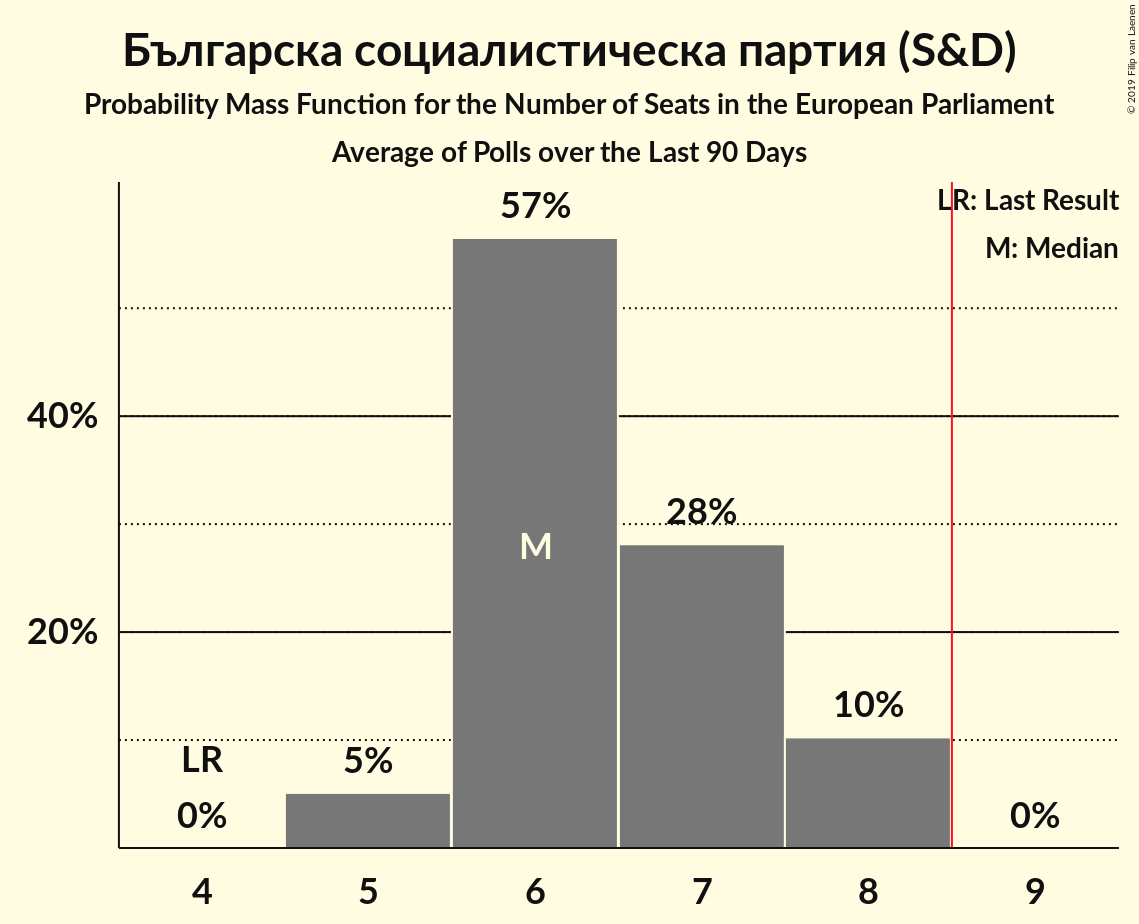 Българска социалистическа партия (S&D)
Probability Mass Function for the Number of Seats in the European Parliament
Average of Polls over the Last 90 Days
© 2019 Filip van Laenen
LR: Last Result
M: Median
57%
40%
28%
M
20%
10%
LR
5%
0%
0%
4 5 6 7 8 9